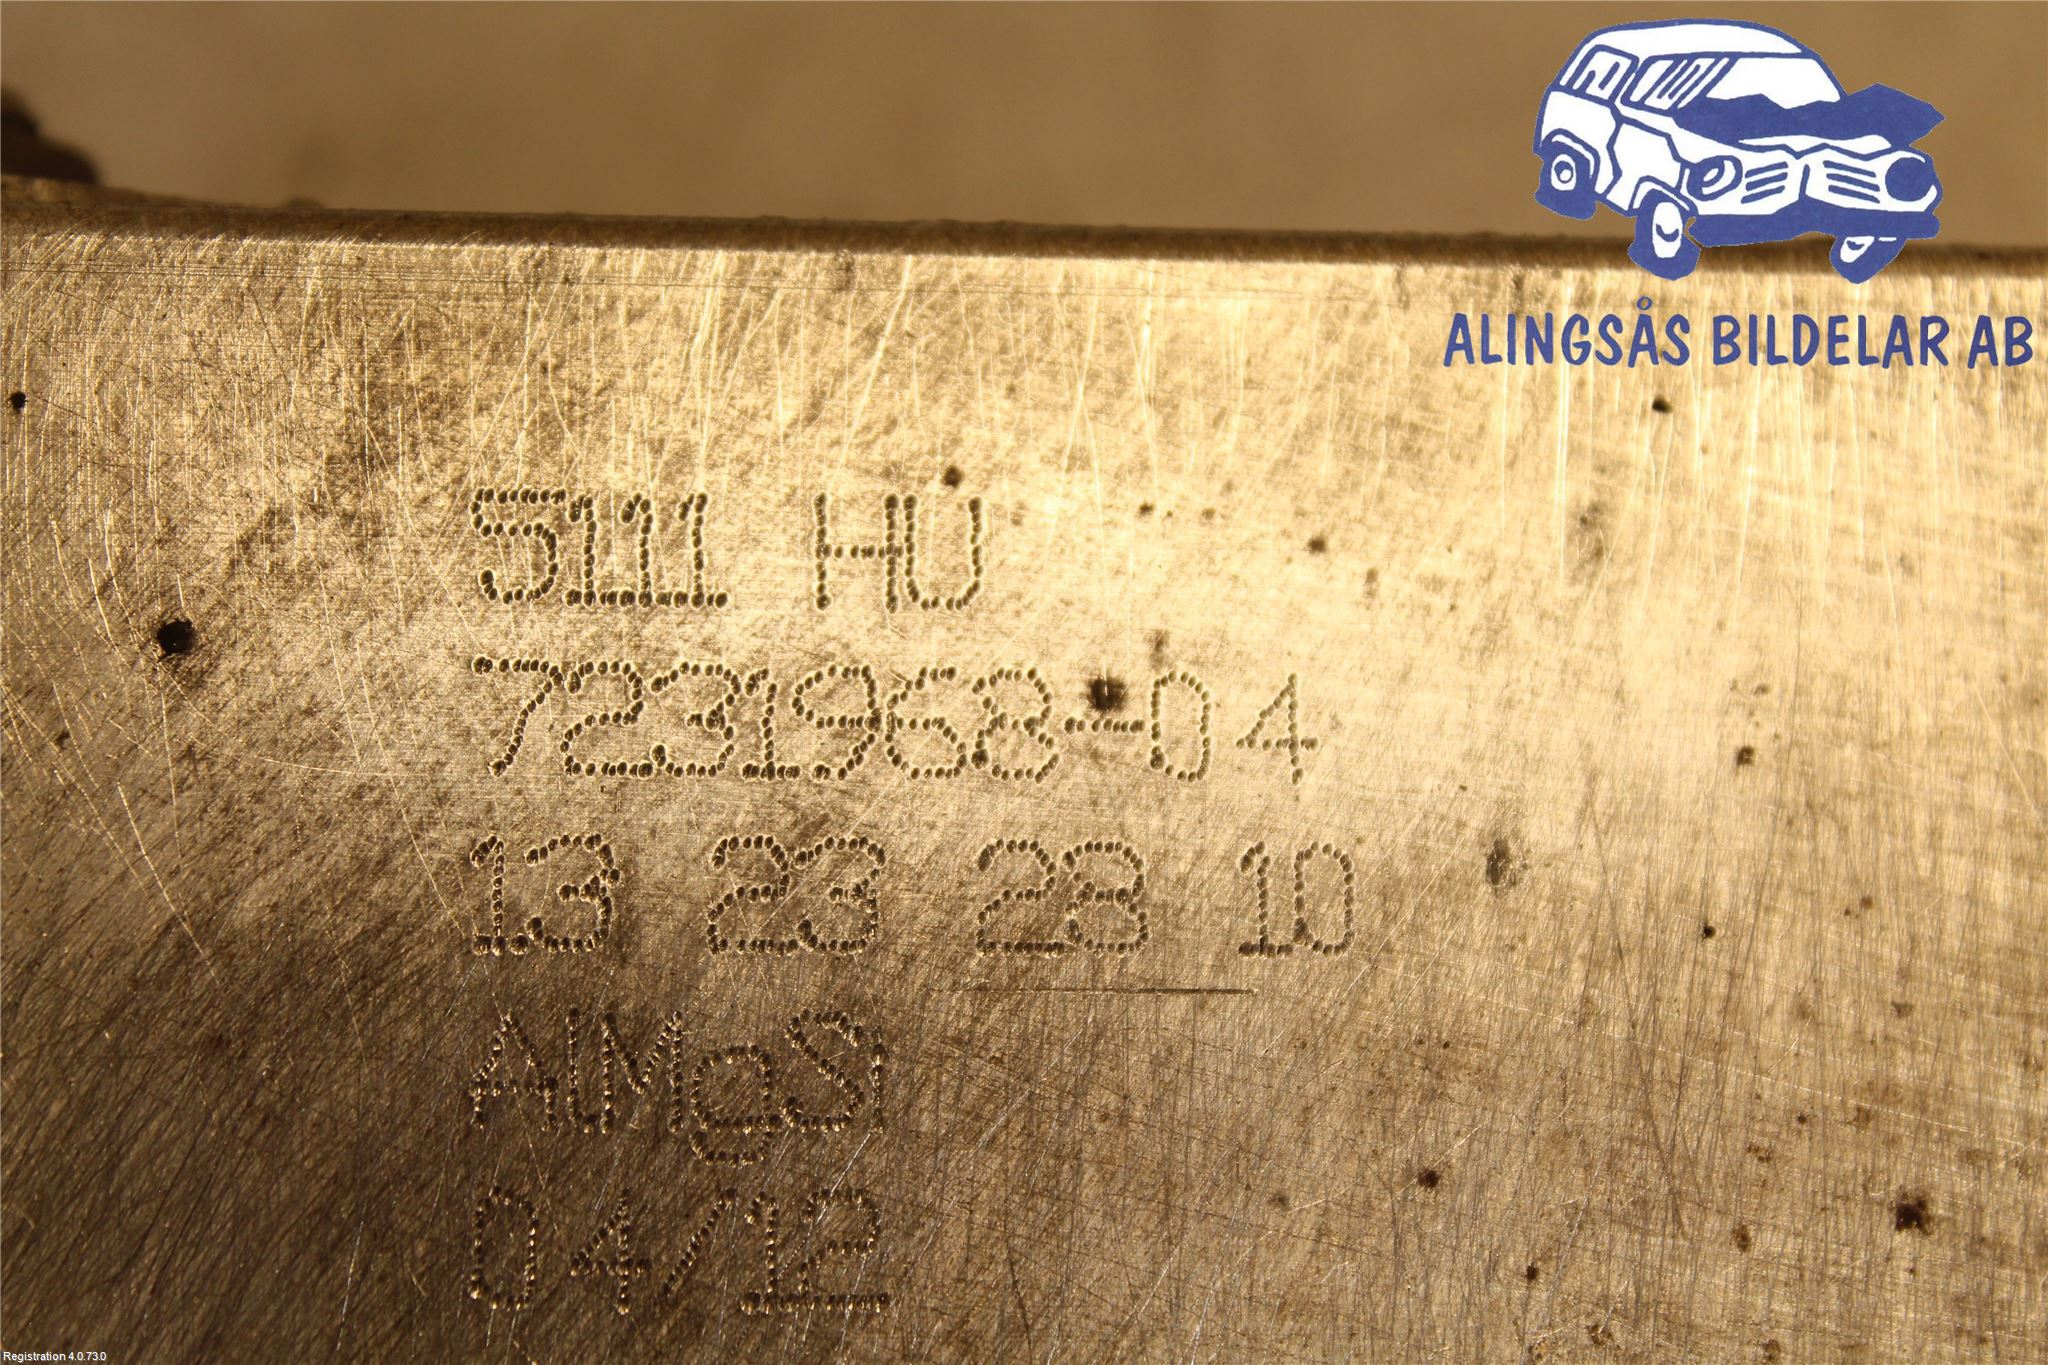 ALINGSÅS BILDELAR AB
5111 HU
7231968-04
13 23 28 10
AlMgSi
04/12
Registration 4.0.73.0